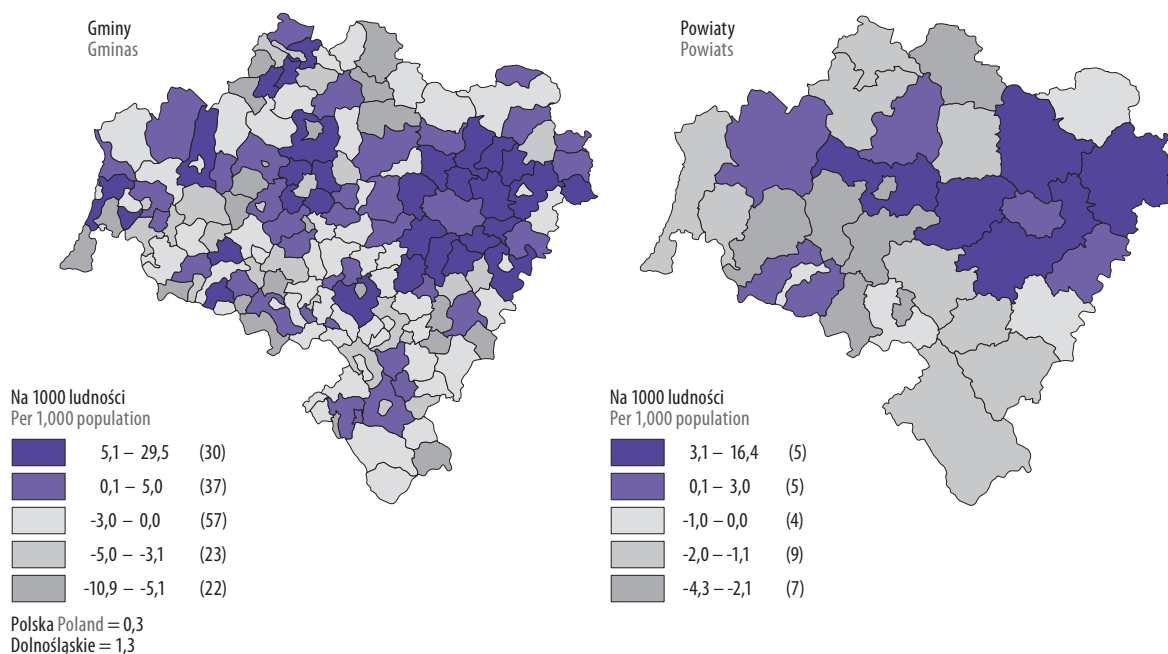 Gminy
Gminas
Na 1000 ludności
Per 1,000 population
5,1 – 29,5 (30)
0,1 – 5,0 (37)
-3,0 – 0,0 (57)
-5,0 – -3,1 (23)
-10,9 – -5,1 (22)
Polska Poland = 0,3
Dolnośląskie = 1,3
Powiaty
Powiats
Na 1000 ludności
Per 1,000 population
3,1 – 16,4 (5)
0,1 – 3,0 (5)
-1,0 – 0,0 (4)
-2,0 – -1,1 (9)
-4,3 – -2,1 (7)